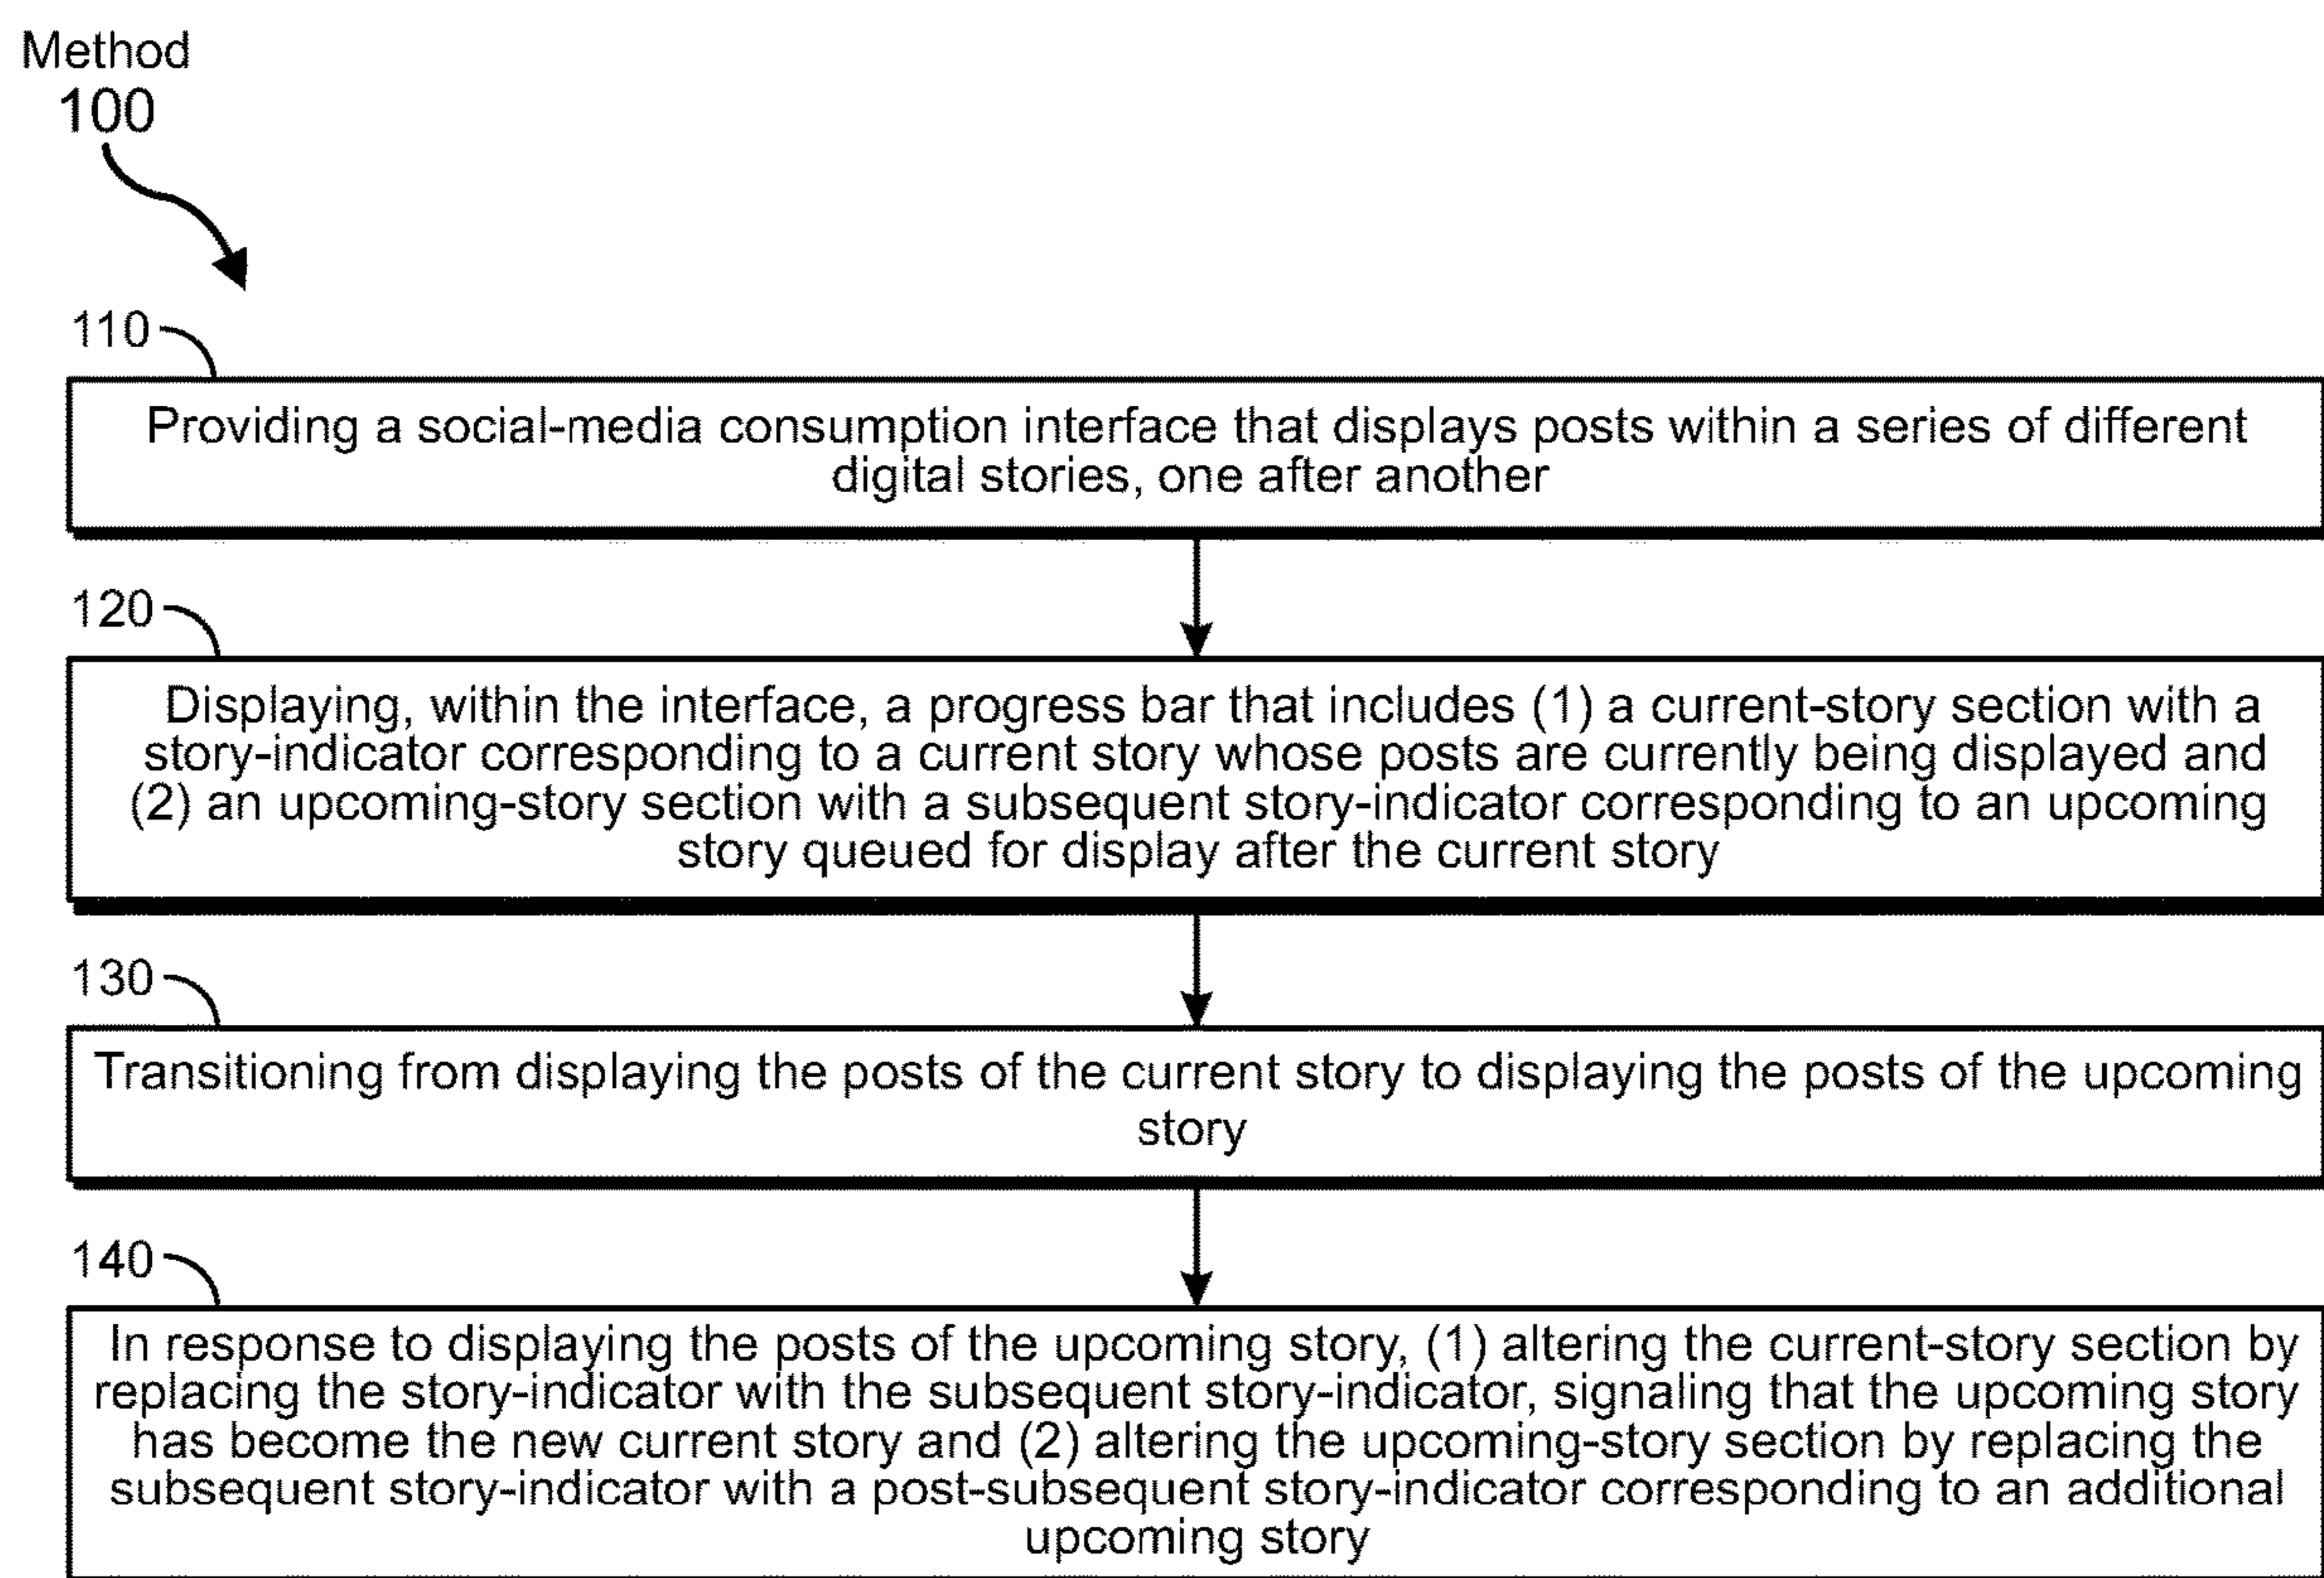 Method
100
110
Providing a social-media consumption interface that displays posts within a series of different
digital stories, one after another
120
Displaying, within the interface, a progress bar that includes (1) a current-story section with a
story-indicator corresponding to a current story whose posts are currently being displayed and
(2) an upcoming-story section with a subsequent story-indicator corresponding to an upcoming
story queued for display after the current story
130
Transitioning from displaying the posts of the current story to displaying the posts of the upcoming
story
140
In response to displaying the posts of the upcoming story, (1) altering the current-story section by
replacing the story-indicator with the subsequent story-indicator, signaling that the upcoming story
has become the new current story and (2) altering the upcoming-story section by replacing the
subsequent story-indicator with a post-subsequent story-indicator corresponding to an additional
upcoming story